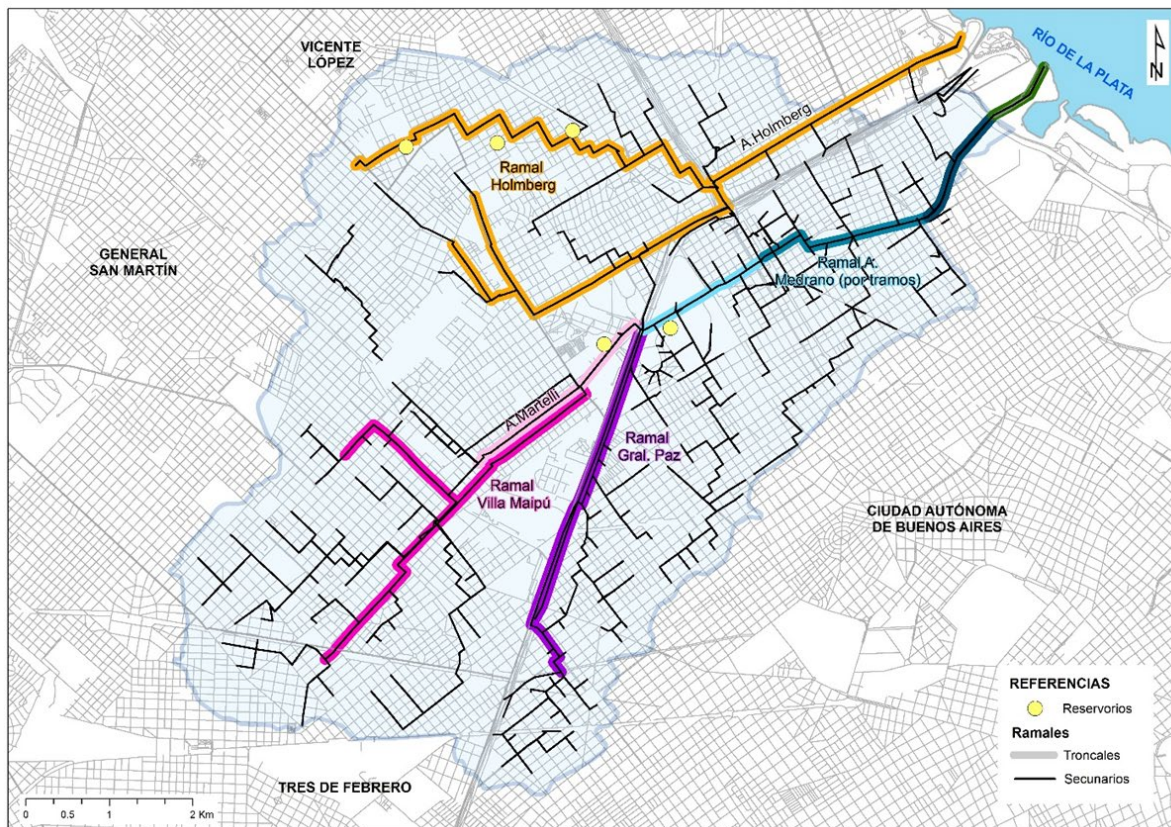 VICENTE
LÓPEZ
RÍO DE LA PLATA
N
A.Holmberg
Ramal
Holmberg
GENERAL
SAN MARTÍN
Ramal A.
Medrano (por tramos)
A.Martelli
Ramal
Gral. Paz
Ramal
Villa Maipú
CIUDAD AUTÓNOMA
DE BUENOS AIRES
TRES DE FEBRERO
REFERENCIAS
Reservorios
Ramales
Troncales
Secunarios
0 0.5 1 2 Km